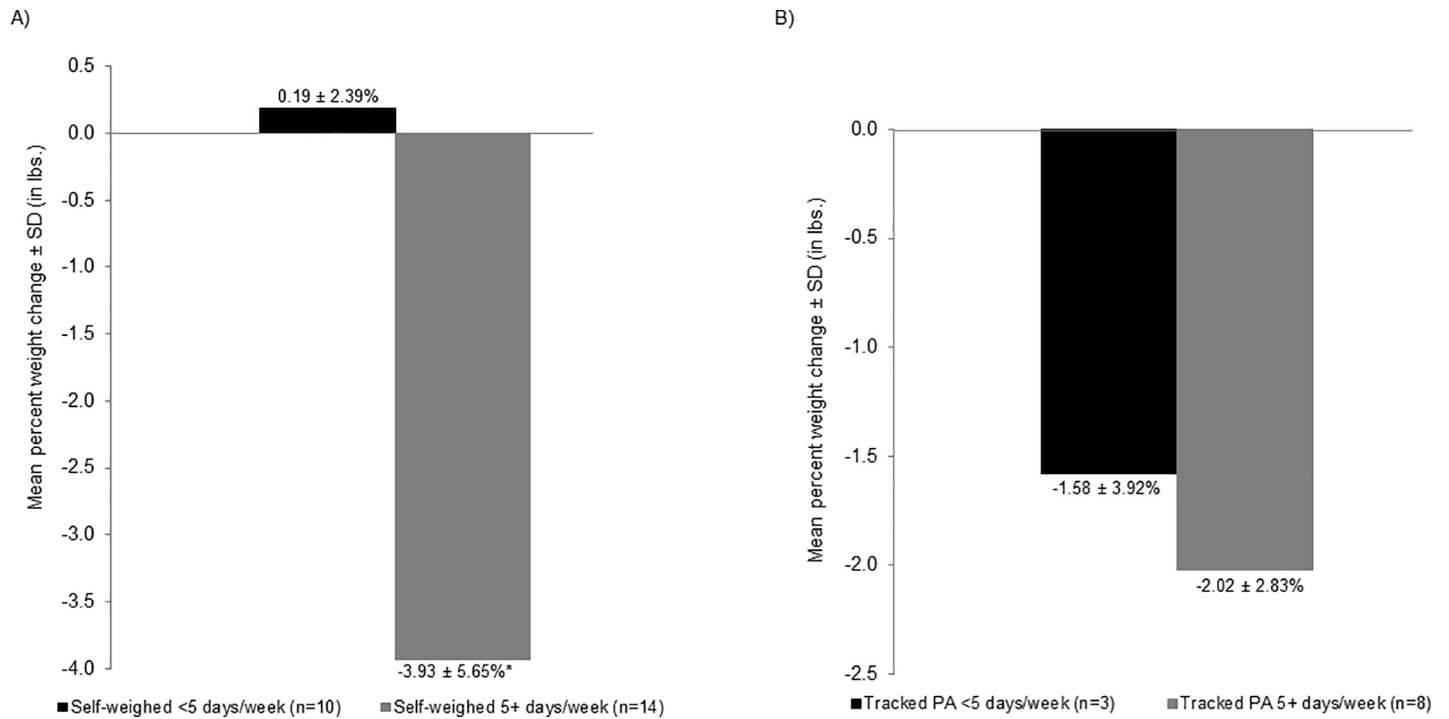 A)
Mean percent weight change ± SD (in lbs.)
0.5
0.0
-0.5
-1.0
-1.5
-2.0
-2.5
-3.0
-3.5
-4.0
0.19 ± 2.39%
-3.93 ± 5.65%*
Self-weighed <5 days/week (n=10)
Self-weighed 5+ days/week (n=14)
B)
Mean percent weight change ± SD (in lbs.)
0.0
-0.5
-1.0
-1.5
-2.0
-2.5
-1.58 ± 3.92%
-2.02 ± 2.83%
Tracked PA <5 days/week (n=3)
Tracked PA 5+ days/week (n=8)